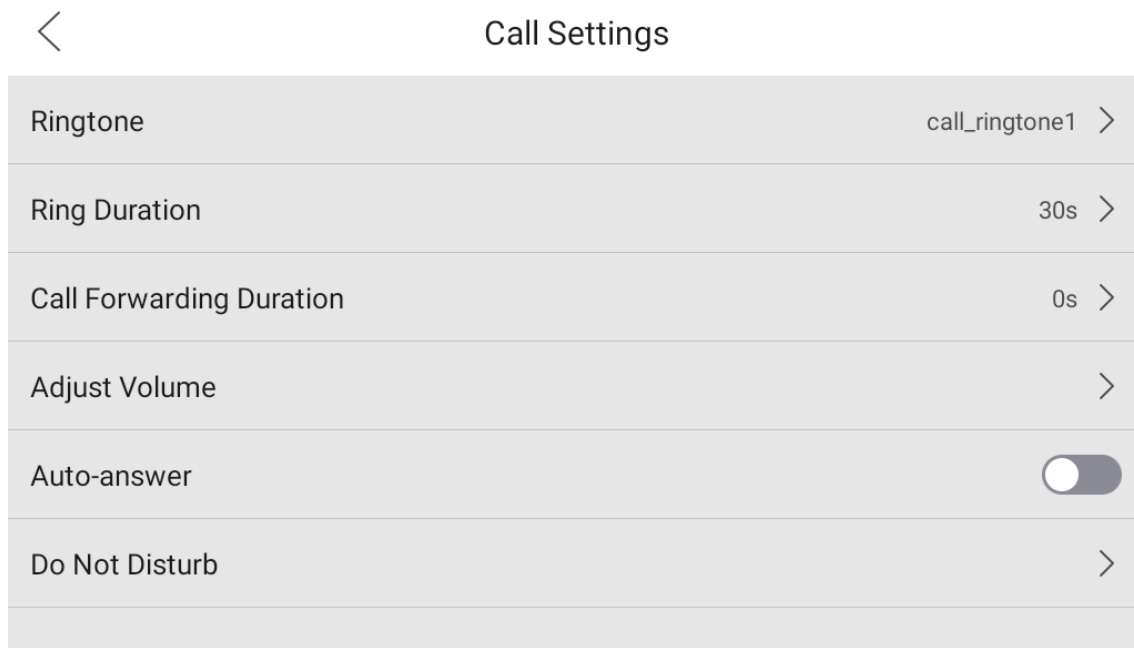 Call Settings
Ringtone call_ringtone1
Ring Duration 30s
Call Forwarding Duration 0s
Adjust Volume
Auto-answer
Do Not Disturb